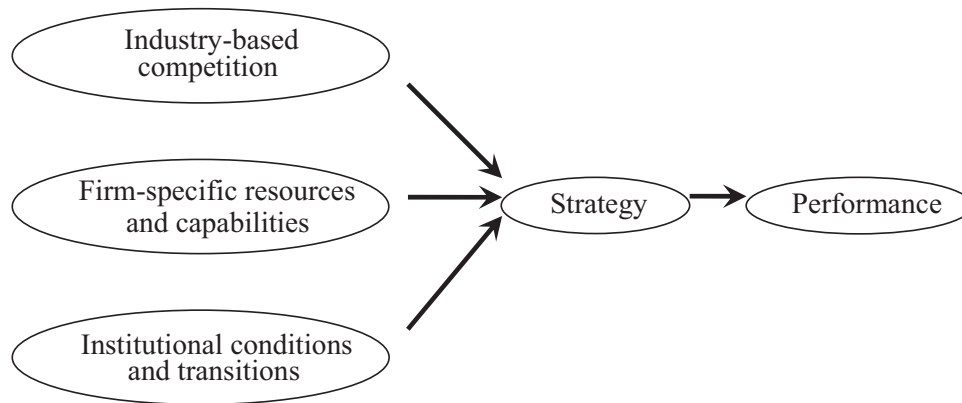 Industry-based
competition
Firm-specific resources
and capabilities
Strategy
Performance
Institutional conditions
and transitions